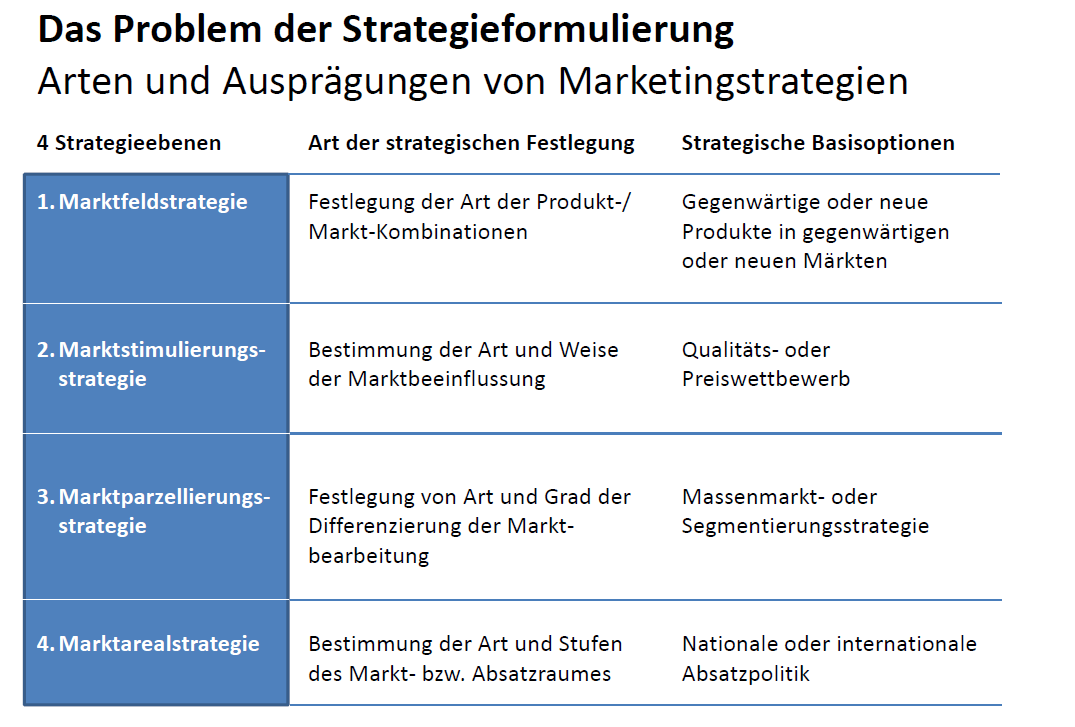 Das Problem der Strategieformulierung
Arten und Ausprägungen von Marketingstrategien
4 Strategieebenen
Art der strategischen Festlegung
Strategische Basisoptionen
1. Marktfeldstrategie
Festlegung der Art der Produkt-/
Markt-Kombinationen
Gegenwärtige oder neue
Produkte in gegenwärtigen
oder neuen Märkten
2. Marktstimulierungs-
strategie
Bestimmung der Art und Weise
der Marktbeeinflussung
Qualitäts- oder
Preiswettbewerb
3. Marktparzellierungs-
strategie
Festlegung von Art und Grad der
Differenzierung der Markt-
bearbeitung
Massenmarkt- oder
Segmentierungsstrategie
4. Marktarealstrategie
Bestimmung der Art und Stufen
des Markt- bzw. Absatzraumes
Nationale oder internationale
Absatzpolitik